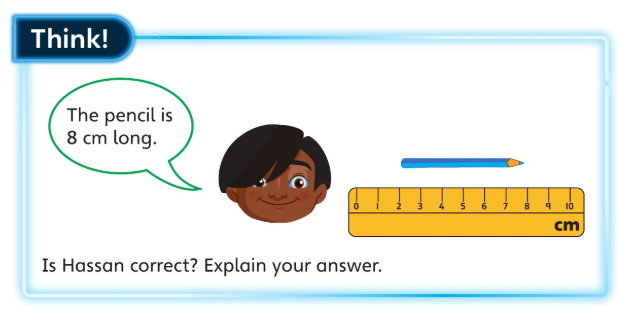 Think!
The pencil is
8 cm long.
0 1 2 3 4 5 6 7 8 9 10
cm
Is Hassan correct? Explain your answer.